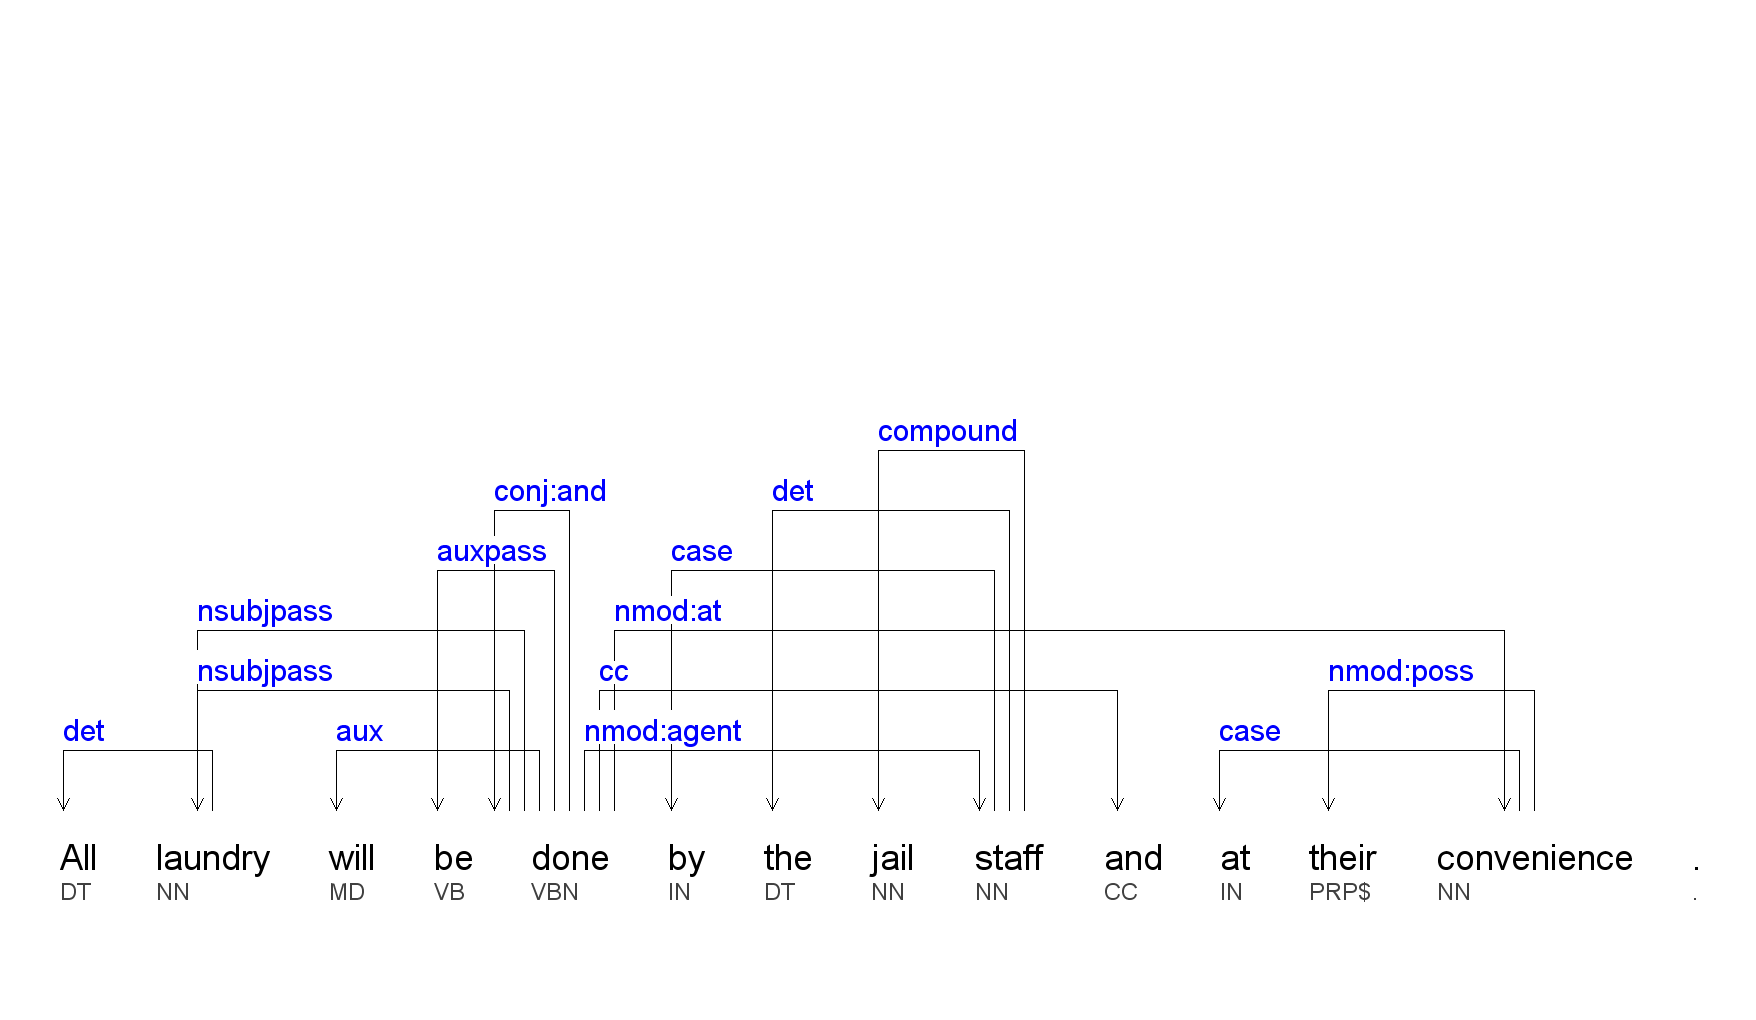 compound
conj:and det
auxpass case
nsubjpass nmod:at
nsubjpass cc nmod:poss
det aux nmod:agent case
All laundry will be done by the jail staff and at their convenience .
DT NN MD VB VBN IN DT NN NN CC IN PRP$ NN .